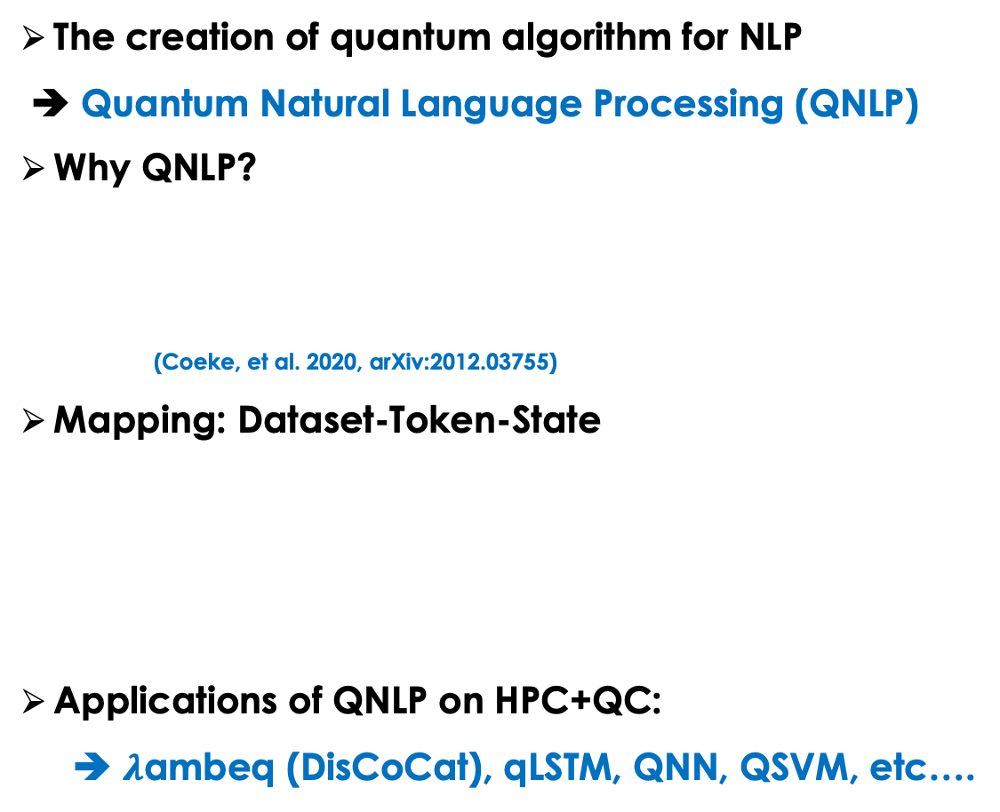 ➢ The creation of quantum algorithm for NLP
➔ Quantum Natural Language Processing (QNLP)
➢ Why QNLP?
(Coeke, et al. 2020, arXiv:2012.03755)
➢ Mapping: Dataset-Token-State
➢ Applications of QNLP on HPC+QC:
➔ λambeq (DisCoCat), qLSTM, QNN, QSVM, etc....